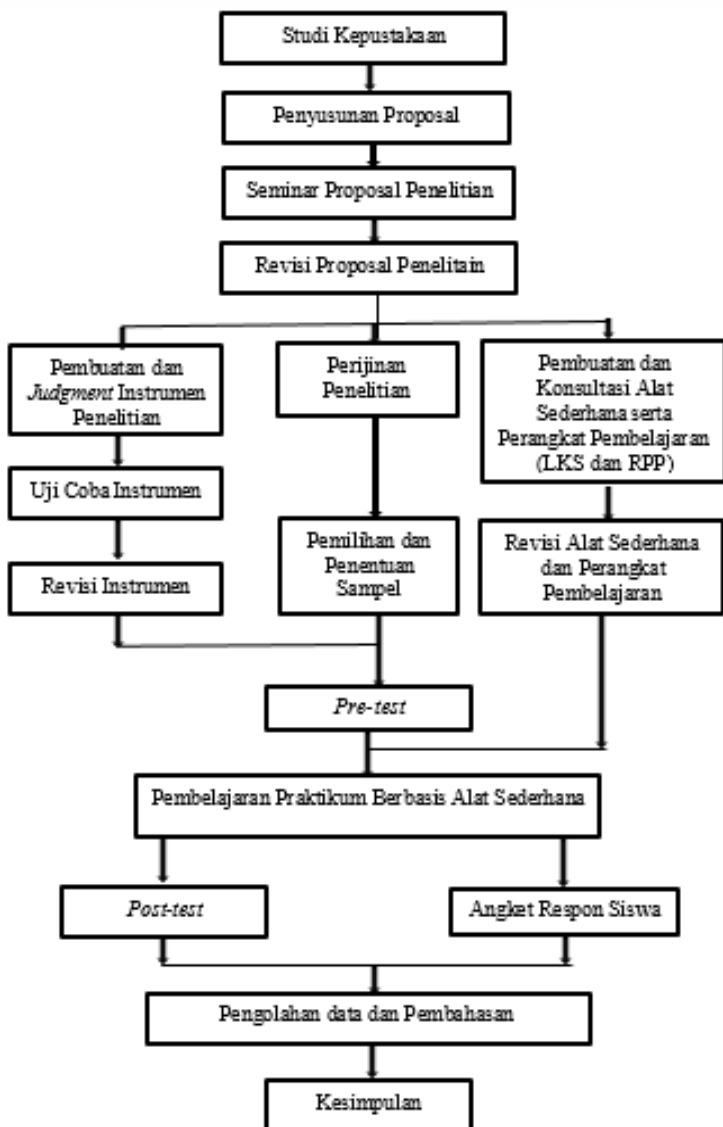 Studi Kepustakaan
Penyusunan Proposal
Seminar Proposal Penelitian
Revisi Proposal Penelitain
Pembuatan dan
Judgment Instrumen
Penelitian
Perijinan
Penelitian
Pembuatan dan
Konsultasi Alat
Sederhana serta
Perangkat Pembelajaran
(LKS dan RPP)
Uji Coba Instrumen
Revisi Instrumen
Pemilihan dan
Penentuan
Sampel
Revisi Alat Sederhana
dan Perangkat
Pembelajaran
Pre-test
Pembelajaran Praktikum Berbasis Alat Sederhana
Post-test
Angket Respon Siswa
Pengolahan data dan Pembahasan
Kesimpulan